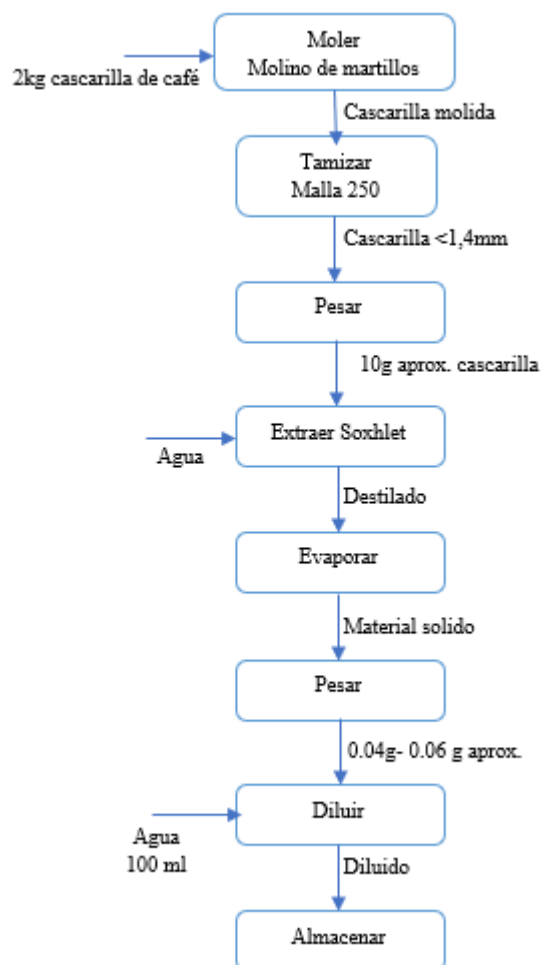 Moler
Molino de martillos
2kg cascarilla de café
Cascarilla molida
Tamizar
Malla 250
Cascarilla <1,4mm
Pesar
10g aprox. cascarilla
Extraer Soxhlet
Agua
Destilado
Evaporar
Material solido
Pesar
0.04g- 0.06 g aprox.
Diluir
Agua
100 ml
Diluido
Almacenar